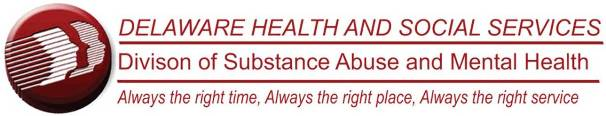 DELAWARE HEALTH AND SOCIAL SERVICES
Divison of Substance Abuse and Mental Health
Always the right time, Always the right place, Always the right service